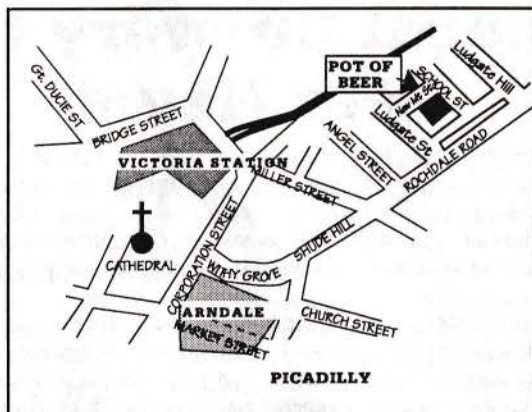 POT OF
BEER
Ludgate Hill
SCHOOL ST
New Mt St
Ludgate St
Gt. DUCIE ST
BRIDGE STREET
ANGEL STREET
ROCHDALE ROAD
VICTORIA STATION
MILLER STREET
CORPORATION STREET
SHUDE HILL
CATHEDRAL
WITHY GROVE
ARNDALE
MARKET STREET
CHURCH STREET
PICADILLY